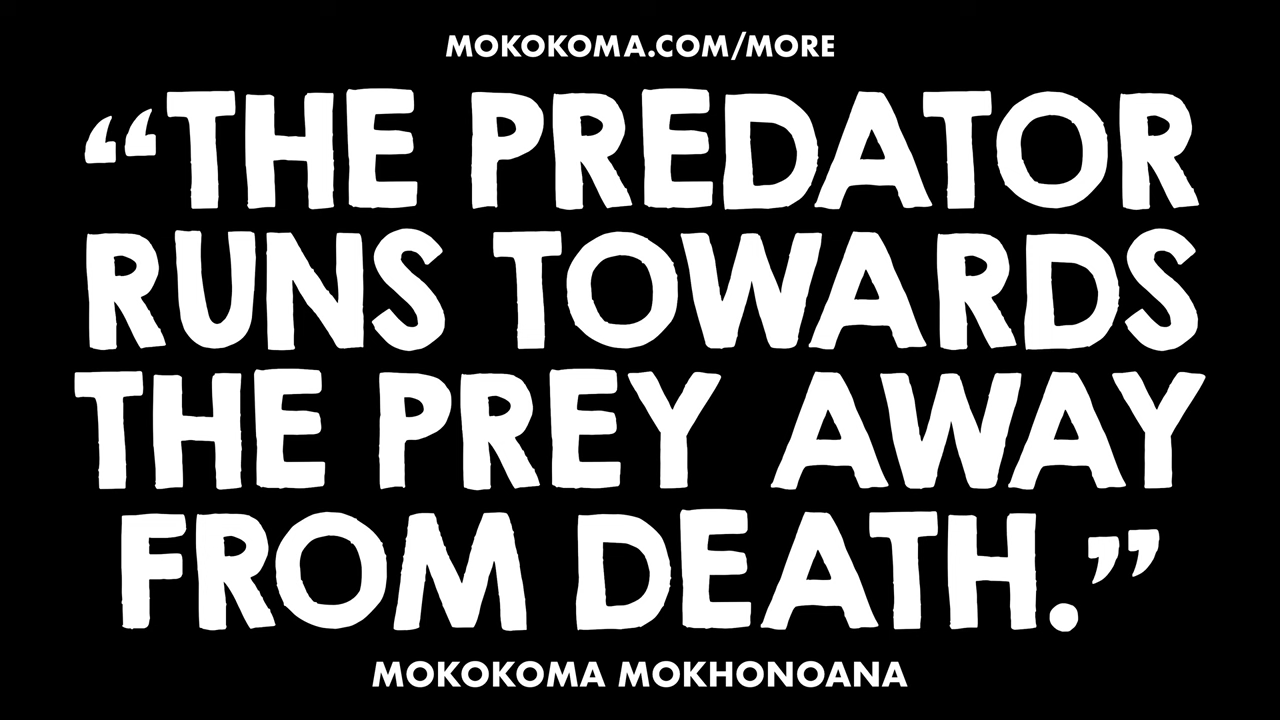 MOKOKOMA.COM/MORE
“THE PREDATOR
RUNS TOWARDS
THE PREY AWAY
FROM DEATH.”
MOKOKOMA MOKHONOANA